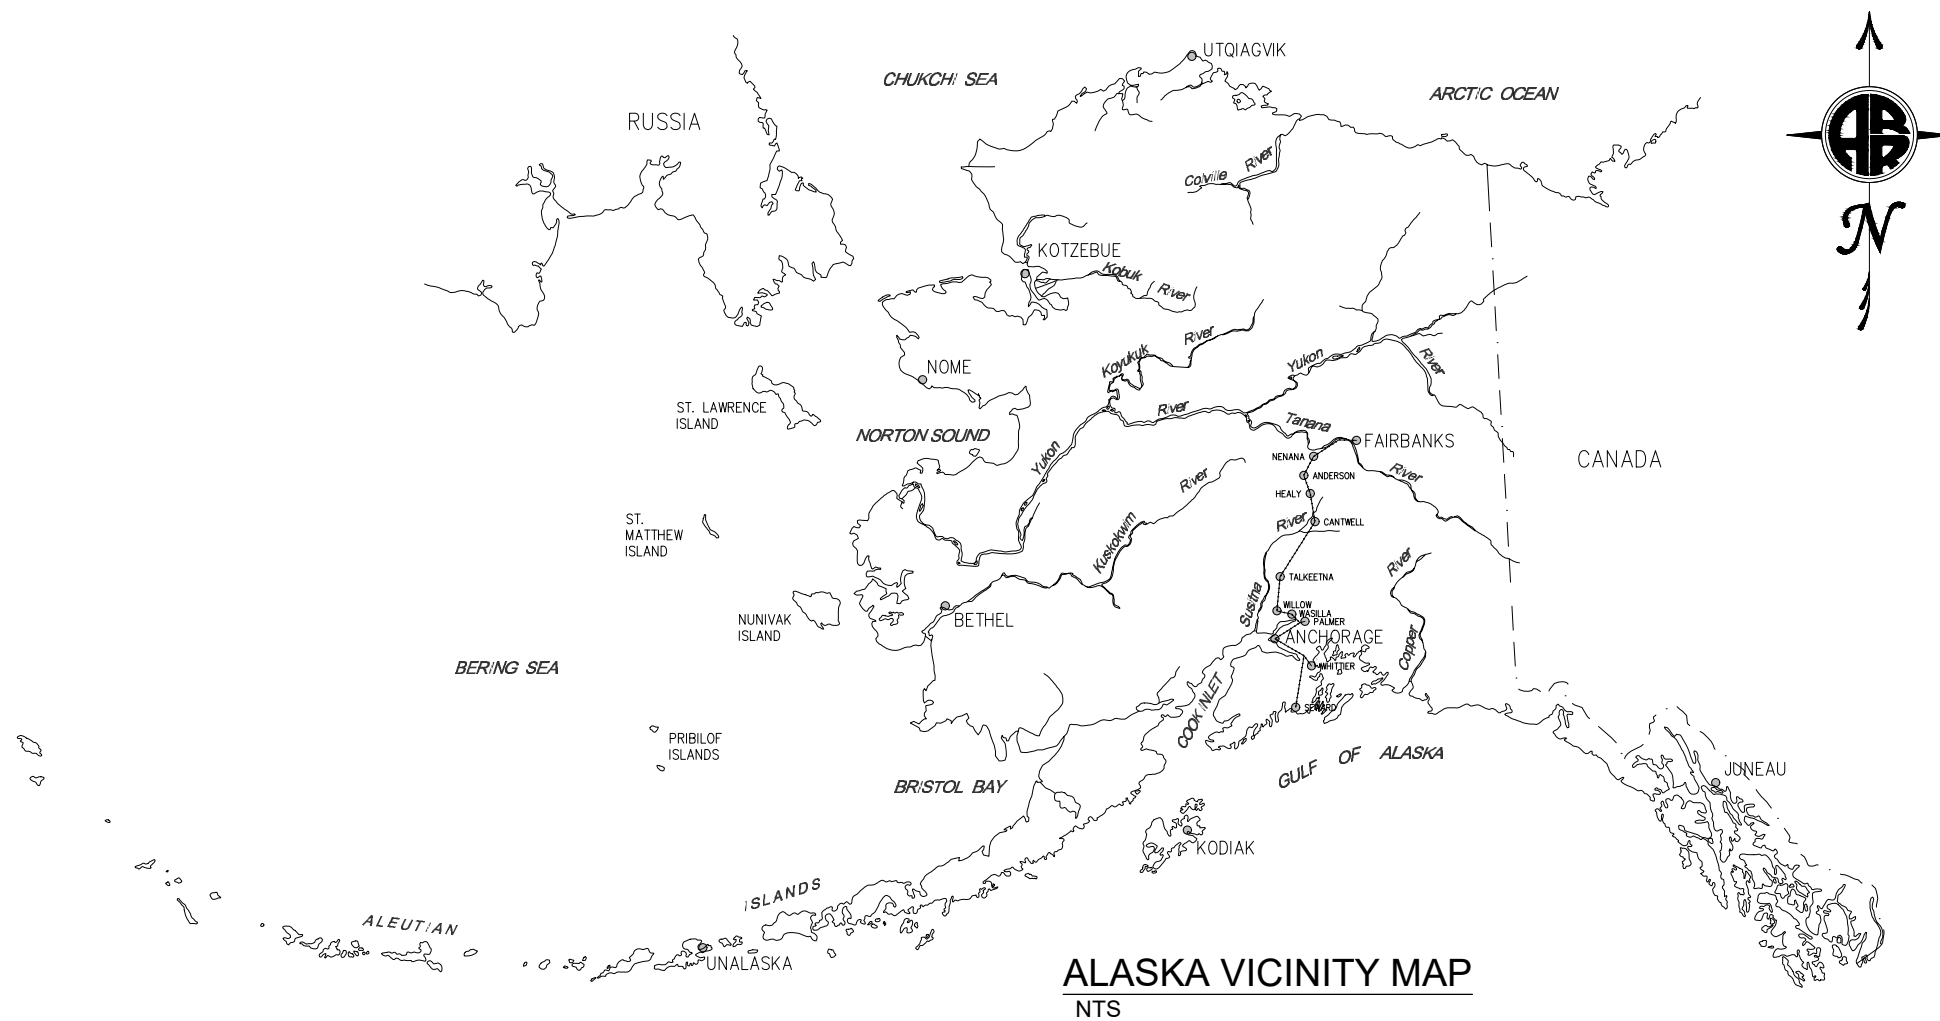 UTQIAGVIK
CHUKCHI SEA
ARCTIC OCEAN
RUSSIA
ARR
N
Colville River
KOTZEBUE
Kobuk River
Koyukuk River
NOME
Yukon River
ST. LAWRENCE
ISLAND
River
Tanana
NORTON SOUND
FAIRBANKS
NENANA
CANADA
Yukon
River
ANDERSON
River
HEALY
ST.
MATTHEW
ISLAND
Kuskokwim
River
CANTWELL
River
TALKEETNA
Susitna
WILLOW
WASILLA
PALMER
NUNIVAK
ISLAND
BETHEL
ANCHORAGE
Copper
BERING SEA
WHITTIER
SEWARD
COOK INLET
PRIBILOF
ISLANDS
GULF OF ALASKA
JUNEAU
BRISTOL BAY
KODIAK
ALEUTIAN ISLANDS
UNALASKA
ALASKA VICINITY MAP
NTS